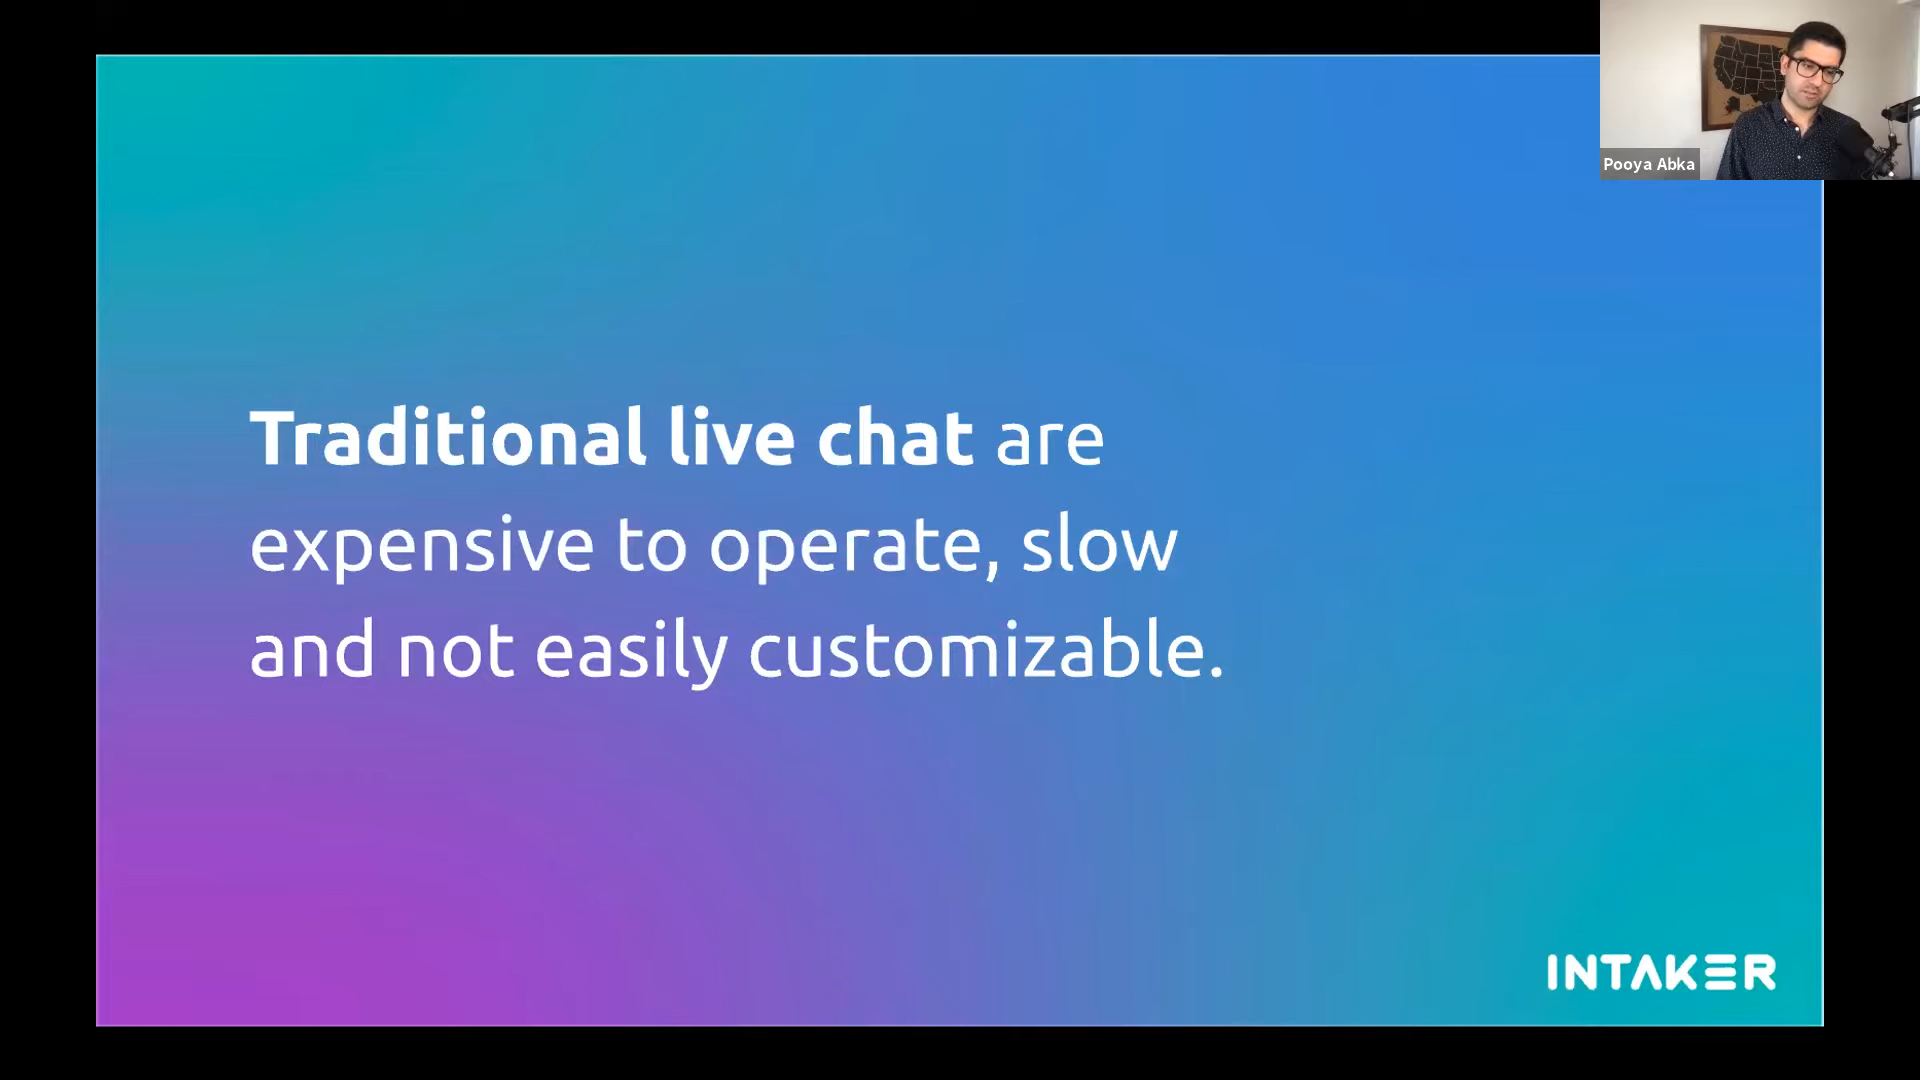 Pooya Abka
Traditional live chat are
expensive to operate, slow
and not easily customizable.
INTAKER